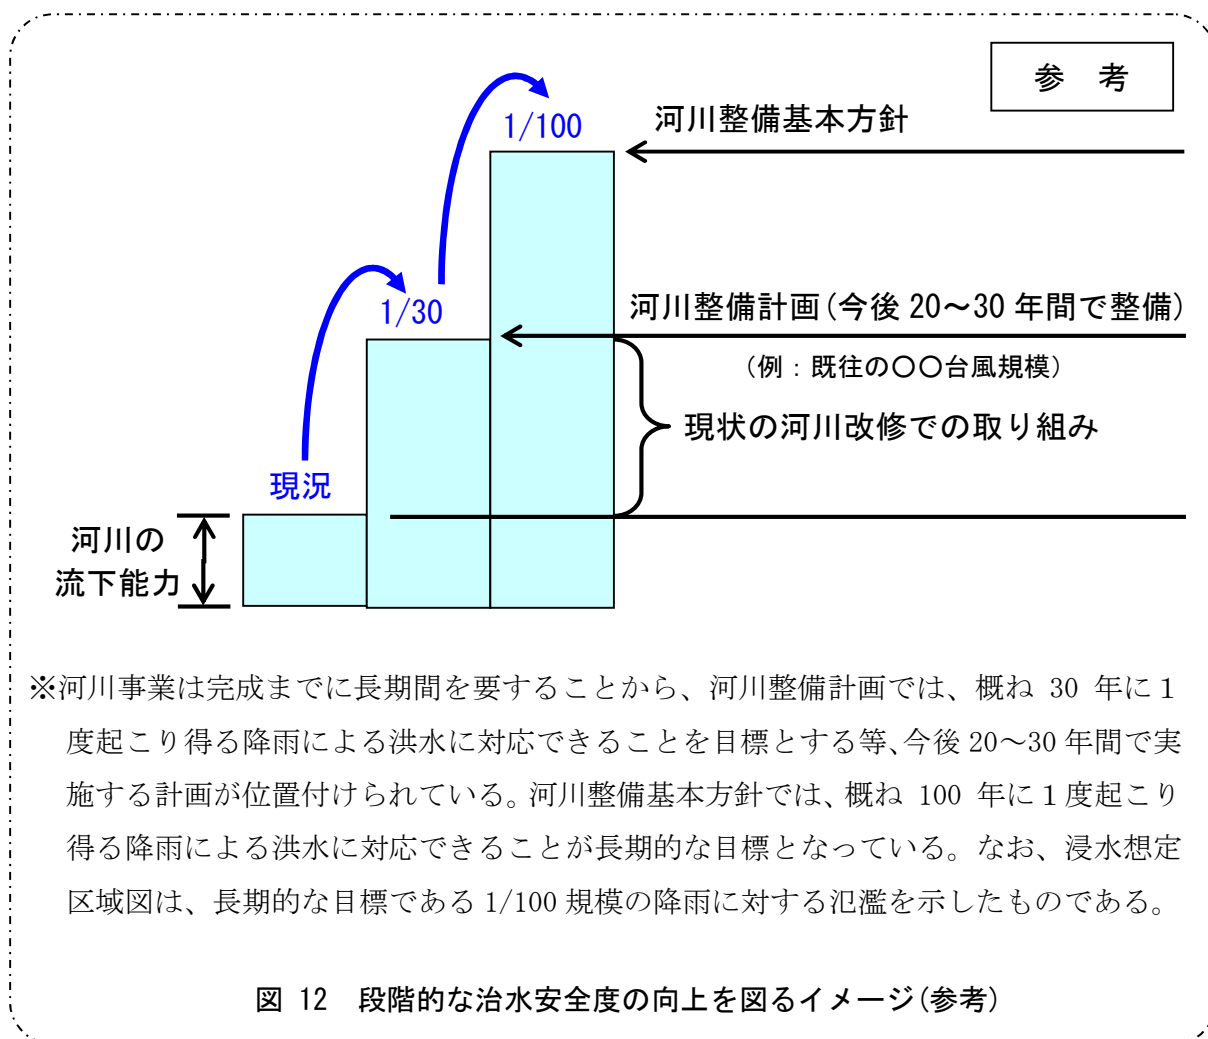 参 考
1/100
河川整備基本方針
1/30
河川整備計画(今後 20～30 年間で整備)
(例：既往の〇〇台風規模)
現状の河川改修での取り組み
現況
河川の
流下能力
※河川事業は完成までに長期間を要することから、河川整備計画では、概ね 30 年に１
度起こり得る降雨による洪水に対応できることを目標とする等、今後 20～30 年間で実
施する計画が位置付けられている。河川整備基本方針では、概ね 100 年に１度起こり
得る降雨による洪水に対応できることが長期的な目標となっている。なお、浸水想定
区域図は、長期的な目標である 1/100 規模の降雨に対する氾濫を示したものである。
図 12　段階的な治水安全度の向上を図るイメージ(参考)